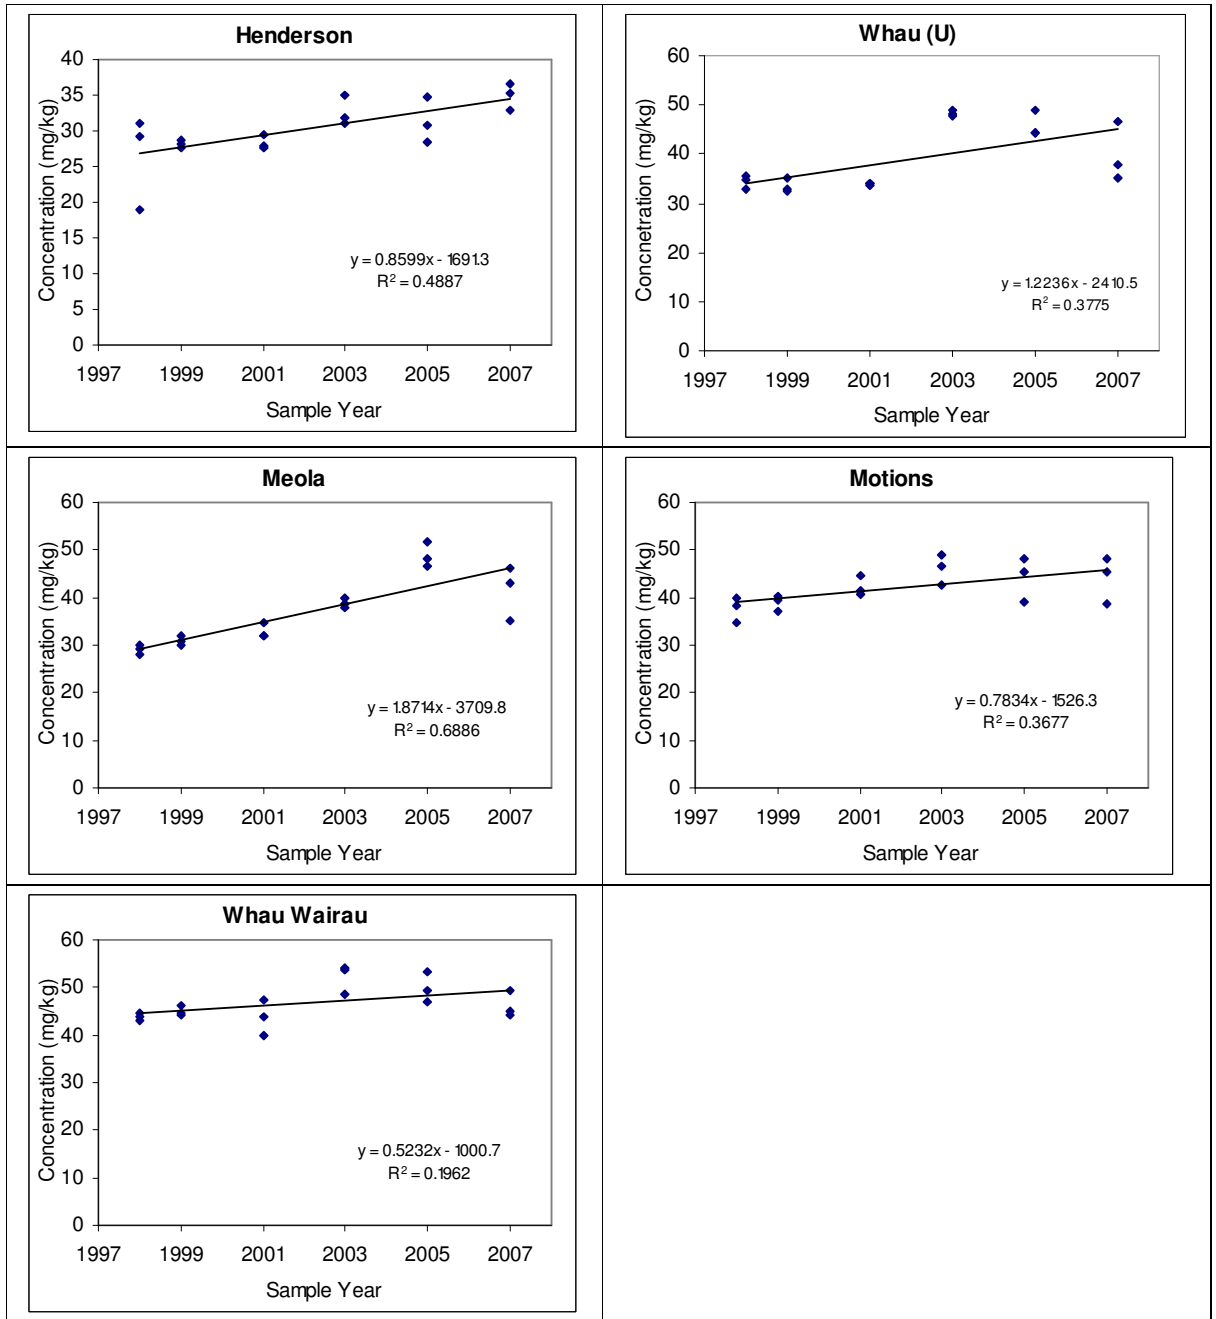 Henderson
Concentration (mg/kg)
40
35
30
25
20
15
10
5
0
y = 0.8599x - 1691.3
R² = 0.4887
1997 1999 2001 2003 2005 2007
Sample Year
Whau (U)
Concnetration (mg/kg)
60
50
40
30
20
10
0
y = 1.2236x - 2410.5
R² = 0.3775
1997 1999 2001 2003 2005 2007
Sample Year
Meola
Concentration (mg/kg)
60
50
40
30
20
10
0
y = 1.8714x - 3709.8
R² = 0.6886
1997 1999 2001 2003 2005 2007
Sample Year
Motions
Concentration (mg/kg)
60
50
40
30
20
10
0
y = 0.7834x - 1526.3
R² = 0.3677
1997 1999 2001 2003 2005 2007
Sample Year
Whau Wairau
Concentration (mg/kg)
60
50
40
30
20
10
0
y = 0.5232x - 1000.7
R² = 0.1962
1997 1999 2001 2003 2005 2007
Sample Year